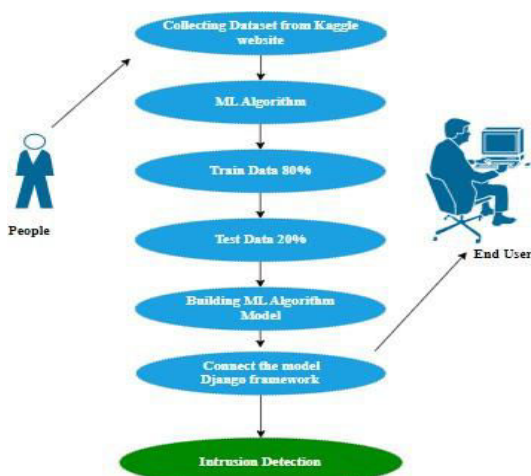 Collecting Dataset from Kaggle
website
ML Algorithm
Train Data 80%
People
Test Data 20%
End User
Building ML Algorithm
Model
Connect the model
Django framework
Intrusion Detection